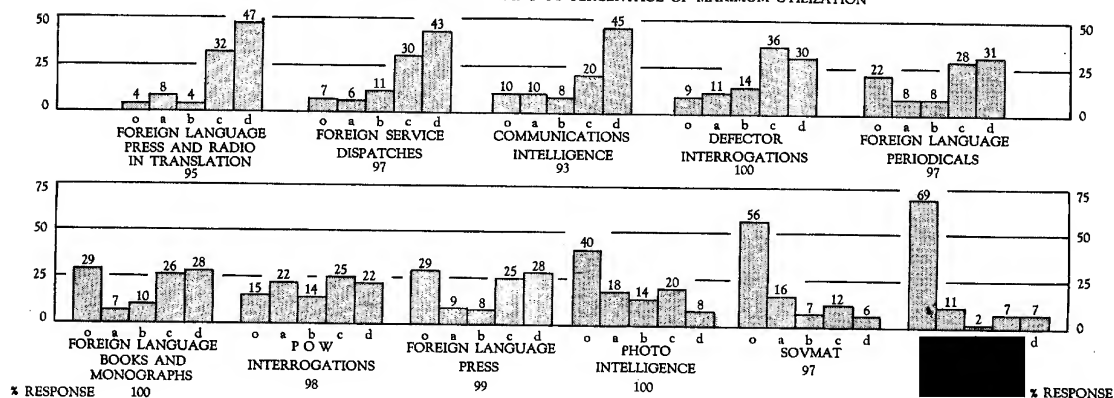 PERCENTAGE OF MAXIMUM UTILIZATION
50 25 0
4 8 4 32 47
7 6 11 30 43
10 10 8 20 45
9 11 14 36 30
22 8 8 28 31
50 25 0
o a b c d
o a b c d
o a b c d
o a b c d
o a b c d
FOREIGN LANGUAGE
PRESS AND RADIO
IN TRANSLATION
95
FOREIGN SERVICE
DISPATCHES
97
COMMUNICATIONS
INTELLIGENCE
93
DEFECTOR
INTERROGATIONS
100
FOREIGN LANGUAGE
PERIODICALS
97
75 50 25 0
29 7 10 26 28
15 22 14 25 22
29 9 8 25 28
40 18 14 20 8
56 16 7 12 6
69 11 2 7 7
75 50 25 0
o a b c d
o a b c d
o a b c d
o a b c d
o a b c d
d
FOREIGN LANGUAGE
BOOKS AND
MONOGRAPHS
100
P O W
INTERROGATIONS
98
FOREIGN LANGUAGE
PRESS
99
PHOTO
INTELLIGENCE
100
SOVMAT
97
% RESPONSE
% RESPONSE